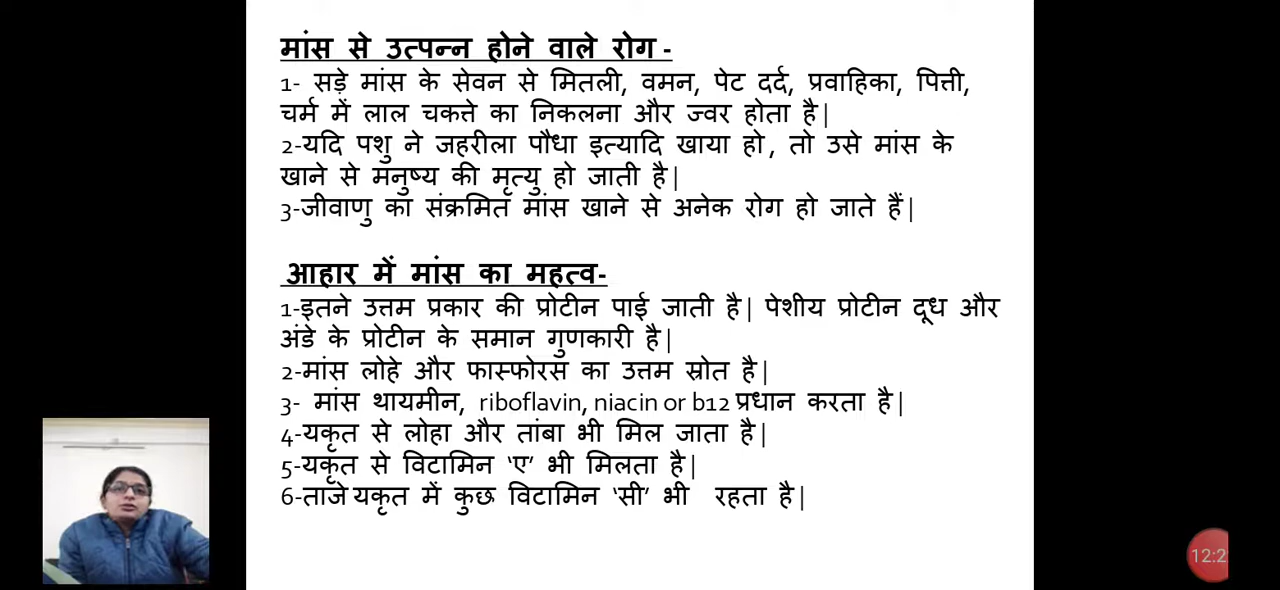 मांस से उत्पन्न होने वाले रोग -
1- सड़े मांस के सेवन से मितली, वमन, पेट दर्द, प्रवाहिका, पित्ती,
चर्म में लाल चकत्ते का निकलना और ज्वर होता है|
2-यदि पशु ने जहरीला पौधा इत्यादि खाया हो, तो उसे मांस के
खाने से मनुष्य की मृत्यु हो जाती है|
3-जीवाणु का संक्रमित मांस खाने से अनेक रोग हो जाते हैं|
आहार में मांस का महत्व-
1-इतने उत्तम प्रकार की प्रोटीन पाई जाती है| पेशीय प्रोटीन दूध और
अंडे के प्रोटीन के समान गुणकारी है|
2-मांस लोहे और फास्फोरस का उत्तम स्रोत है|
3- मांस थायमीन, riboflavin, niacin or b12 प्रधान करता है|
4-यकृत से लोहा और तांबा भी मिल जाता है|
5-यकृत से विटामिन ‘ए’ भी मिलता है|
6-ताजे यकृत में कुछ विटामिन ‘सी’ भी रहता है|